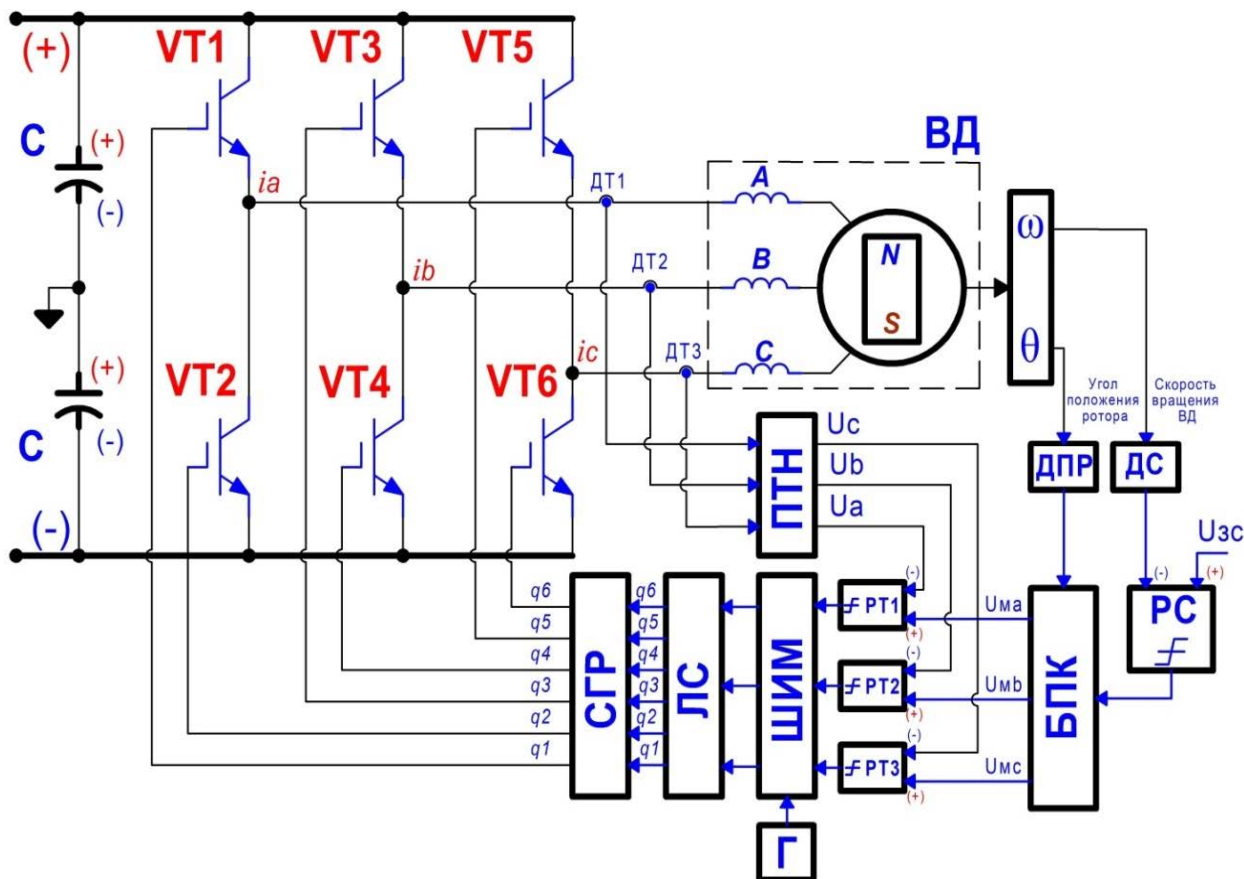 (+)
VT1
VT3
VT5
C
(+)
(-)
ia
ДТ1
ВД
A
ib
ДТ2
B
N
S
ω
θ
ic
ДТ3
C
VT2
VT4
VT6
C
(+)
(-)
(-)
Угол
положения
ротора
Скорость
вращения
ВД
ПТН
Uc
Ub
Ua
ДПР
ДС
Uзс
(-)
(+)
РС
СГР
q6
q5
q4
q3
q2
q1
q6
q5
q4
q3
q2
q1
ЛС
ШИМ
(-)
РТ1
(+)
Uма
(-)
РТ2
(+)
Uмb
(-)
РТ3
(+)
Uмс
БПК
Г